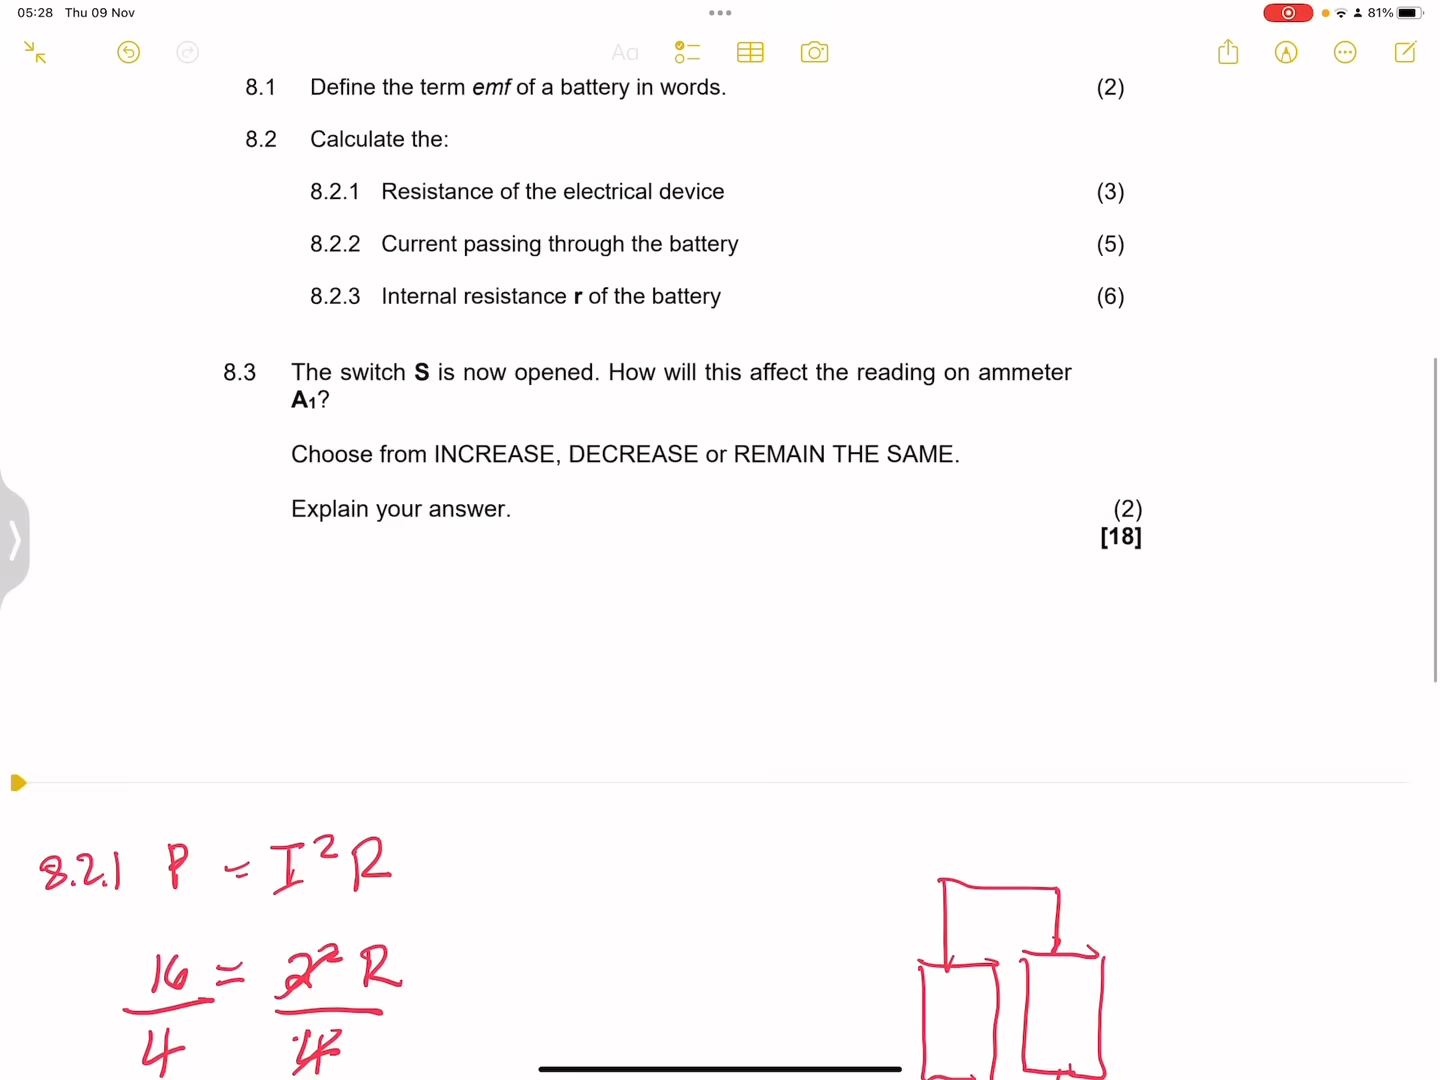 05:28 Thu 09 Nov
81%
Aa
8.1 Define the term emf of a battery in words. (2)
8.2 Calculate the:
8.2.1 Resistance of the electrical device (3)
8.2.2 Current passing through the battery (5)
8.2.3 Internal resistance r of the battery (6)
8.3 The switch S is now opened. How will this affect the reading on ammeter
A₁?
Choose from INCREASE, DECREASE or REMAIN THE SAME.
Explain your answer. (2)
[18]
8.2.1 P = I²R
16 = 2² R
4